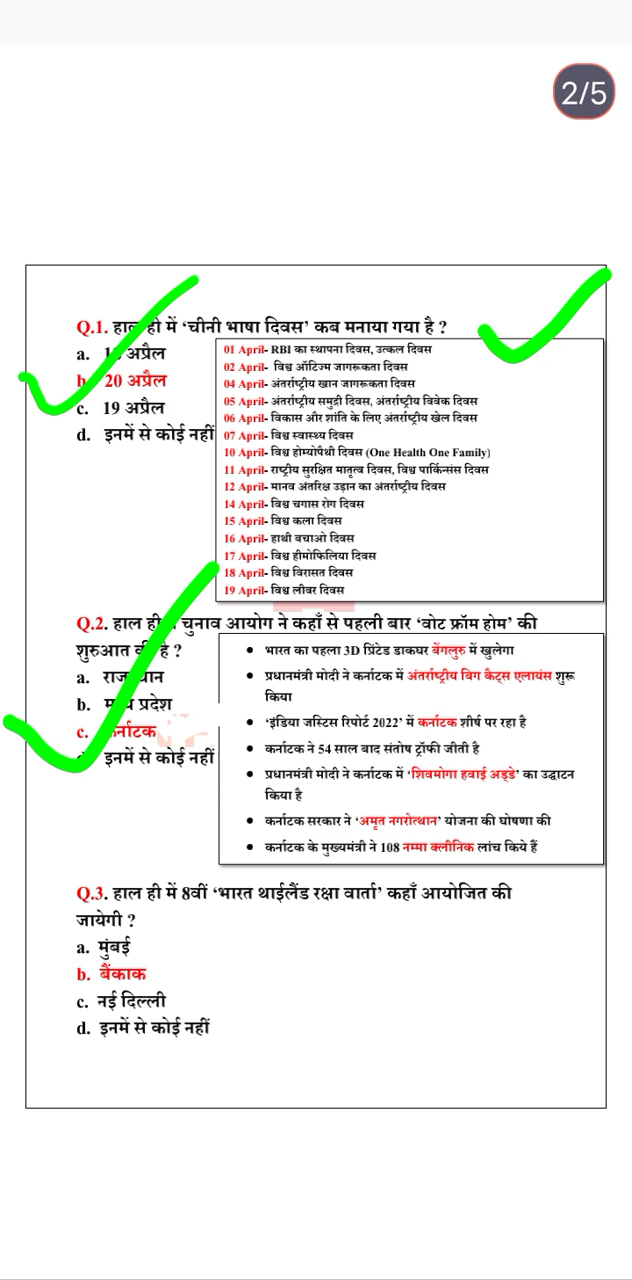 2/5
Q.1. हाल ही में ‘चीनी भाषा दिवस’ कब मनाया गया है ?
a. अप्रैल
b. 20 अप्रैल
c. 19 अप्रैल
d. इनमें से कोई नहीं
01 April- RBI का स्थापना दिवस, उत्कल दिवस
02 April- विश्व ऑटिज्म जागरूकता दिवस
04 April- अंतर्राष्ट्रीय खान जागरूकता दिवस
05 April- अंतर्राष्ट्रीय समुद्री दिवस, अंतर्राष्ट्रीय विवेक दिवस
06 April- विकास और शांति के लिए अंतर्राष्ट्रीय खेल दिवस
07 April- विश्व स्वास्थ्य दिवस
10 April- विश्व होम्योपैथी दिवस (One Health One Family)
11 April- राष्ट्रीय सुरक्षित मातृत्व दिवस, विश्व पार्किन्संस दिवस
12 April- मानव अंतरिक्ष उड़ान का अंतर्राष्ट्रीय दिवस
14 April- विश्व चगास रोग दिवस
15 April- विश्व कला दिवस
16 April- हाथी बचाओ दिवस
17 April- विश्व हीमोफिलिया दिवस
18 April- विश्व विरासत दिवस
19 April- विश्व लीवर दिवस
Q.2. हाल ही में चुनाव आयोग ने कहाँ से पहली बार ‘वोट फ्रॉम होम’ की
शुरुआत की है ?
a. राजस्थान
b. मध्य प्रदेश
c. कर्नाटक
d. इनमें से कोई नहीं
• भारत का पहला 3D प्रिंटेड डाकघर बेंगलुरु में खुलेगा
• प्रधानमंत्री मोदी ने कर्नाटक में अंतर्राष्ट्रीय बिग कैट्स एलायंस शुरू
किया
• ‘इंडिया जस्टिस रिपोर्ट 2022’ में कर्नाटक शीर्ष पर रहा है
• कर्नाटक ने 54 साल बाद संतोष ट्रॉफी जीती है
• प्रधानमंत्री मोदी ने कर्नाटक में ‘शिवमोगा हवाई अड्डे’ का उद्घाटन
किया है
• कर्नाटक सरकार ने ‘अमृत नगरोत्थान’ योजना की घोषणा की
• कर्नाटक के मुख्यमंत्री ने 108 नम्मा क्लीनिक लांच किये हैं
Q.3. हाल ही में 8वीं ‘भारत थाईलैंड रक्षा वार्ता’ कहाँ आयोजित की
जायेगी ?
a. मुंबई
b. बैंकाक
c. नई दिल्ली
d. इनमें से कोई नहीं